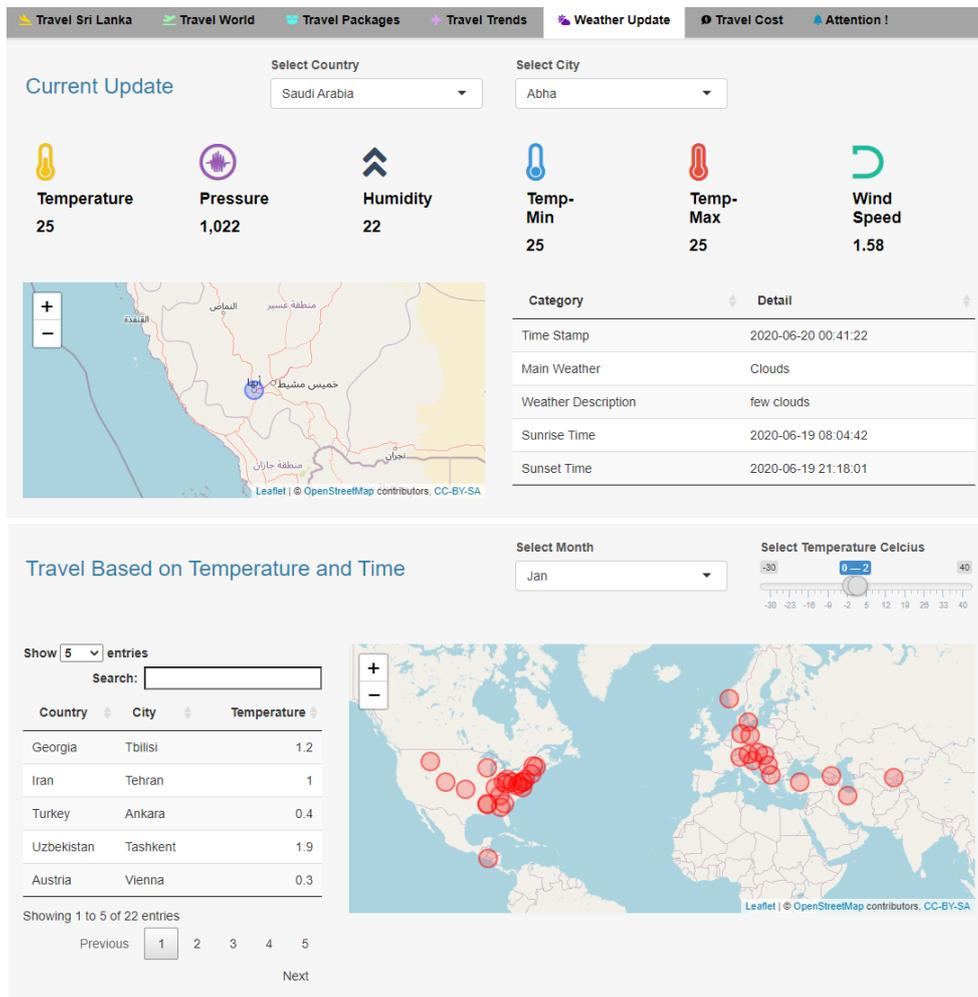 Travel Sri Lanka Travel World Travel Packages Travel Trends Weather Update Travel Cost Attention !
Current Update
Select Country
Saudi Arabia
Select City
Abha
Temperature
25
Pressure
1,022
Humidity
22
Temp-
Min
25
Temp-
Max
25
Wind
Speed
1.58
+
−
النماص
منطقة عسير
القنفذة
أبها
خميس مشيط
نجران
منطقة جازان
Leaflet | © OpenStreetMap contributors, CC-BY-SA
Category Detail
Time Stamp 2020-06-20 00:41:22
Main Weather Clouds
Weather Description few clouds
Sunrise Time 2020-06-19 08:04:42
Sunset Time 2020-06-19 21:18:01
Travel Based on Temperature and Time
Select Month
Jan
Select Temperature Celcius
-30 0 — 2 40
-30 -23 -16 -9 -2 5 12 19 26 33 40
Show 5 entries
Search:
Country City Temperature
Georgia Tbilisi 1.2
Iran Tehran 1
Turkey Ankara 0.4
Uzbekistan Tashkent 1.9
Austria Vienna 0.3
Showing 1 to 5 of 22 entries
Previous 1 2 3 4 5
Next
+
−
Leaflet | © OpenStreetMap contributors, CC-BY-SA